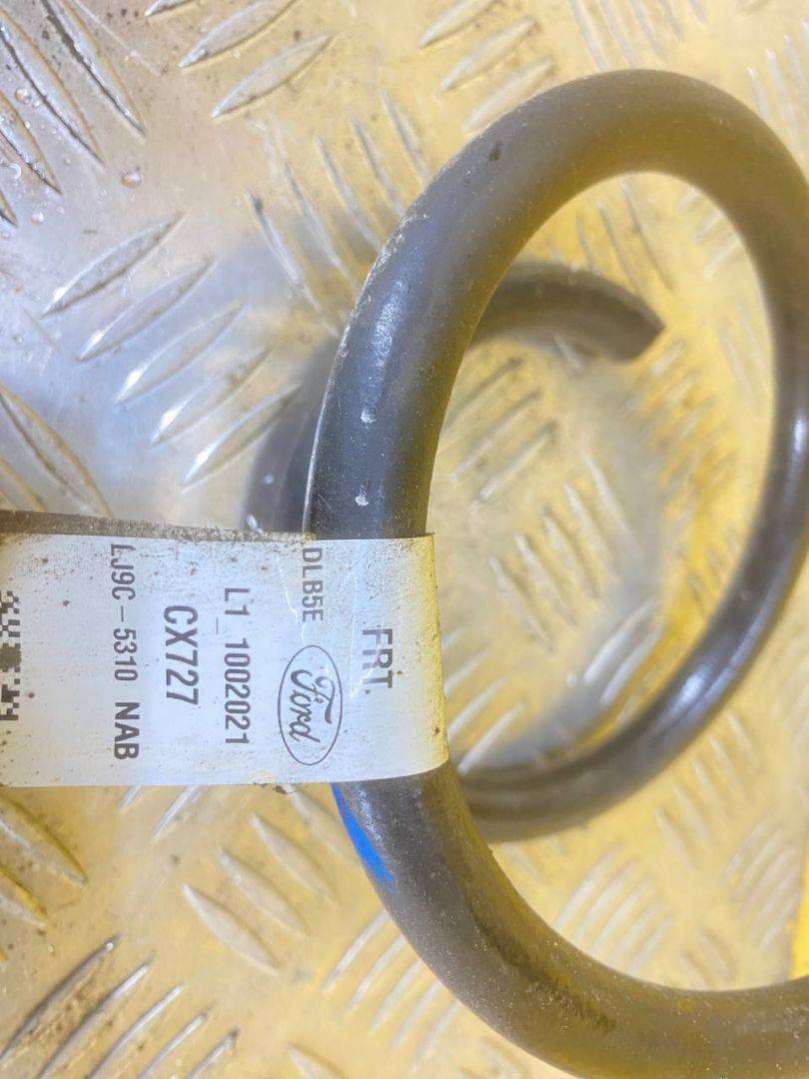 FRT.
Ford
DLB5E
L1 1002021
CX727
LJ9C-5310 NAB